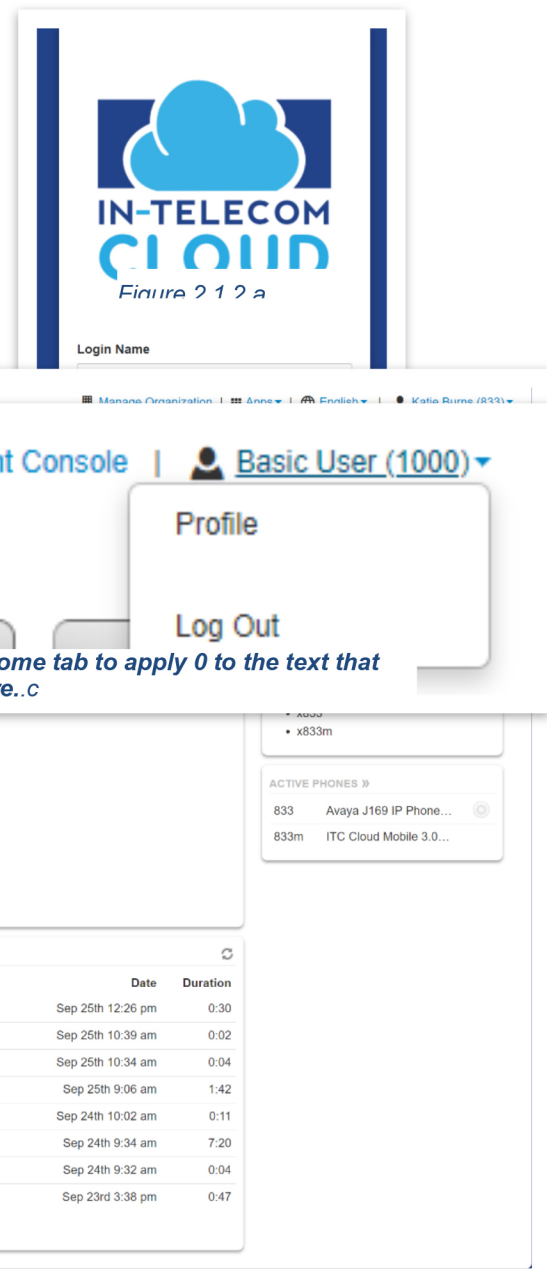 IN-TELECOM
CLOUD
Figure 2.1.2.a
Login Name
Manage Organization | Apps | English | Katie Burns (833)
nt Console | Basic User (1000)
Profile
Log Out
ome tab to apply 0 to the text that
re..c
• x833
• x833m
ACTIVE PHONES »
833 Avaya J169 IP Phone...
833m ITC Cloud Mobile 3.0...
Date Duration
Sep 25th 12:26 pm 0:30
Sep 25th 10:39 am 0:02
Sep 25th 10:34 am 0:04
Sep 25th 9:06 am 1:42
Sep 24th 10:02 am 0:11
Sep 24th 9:34 am 7:20
Sep 24th 9:32 am 0:04
Sep 23rd 3:38 pm 0:47